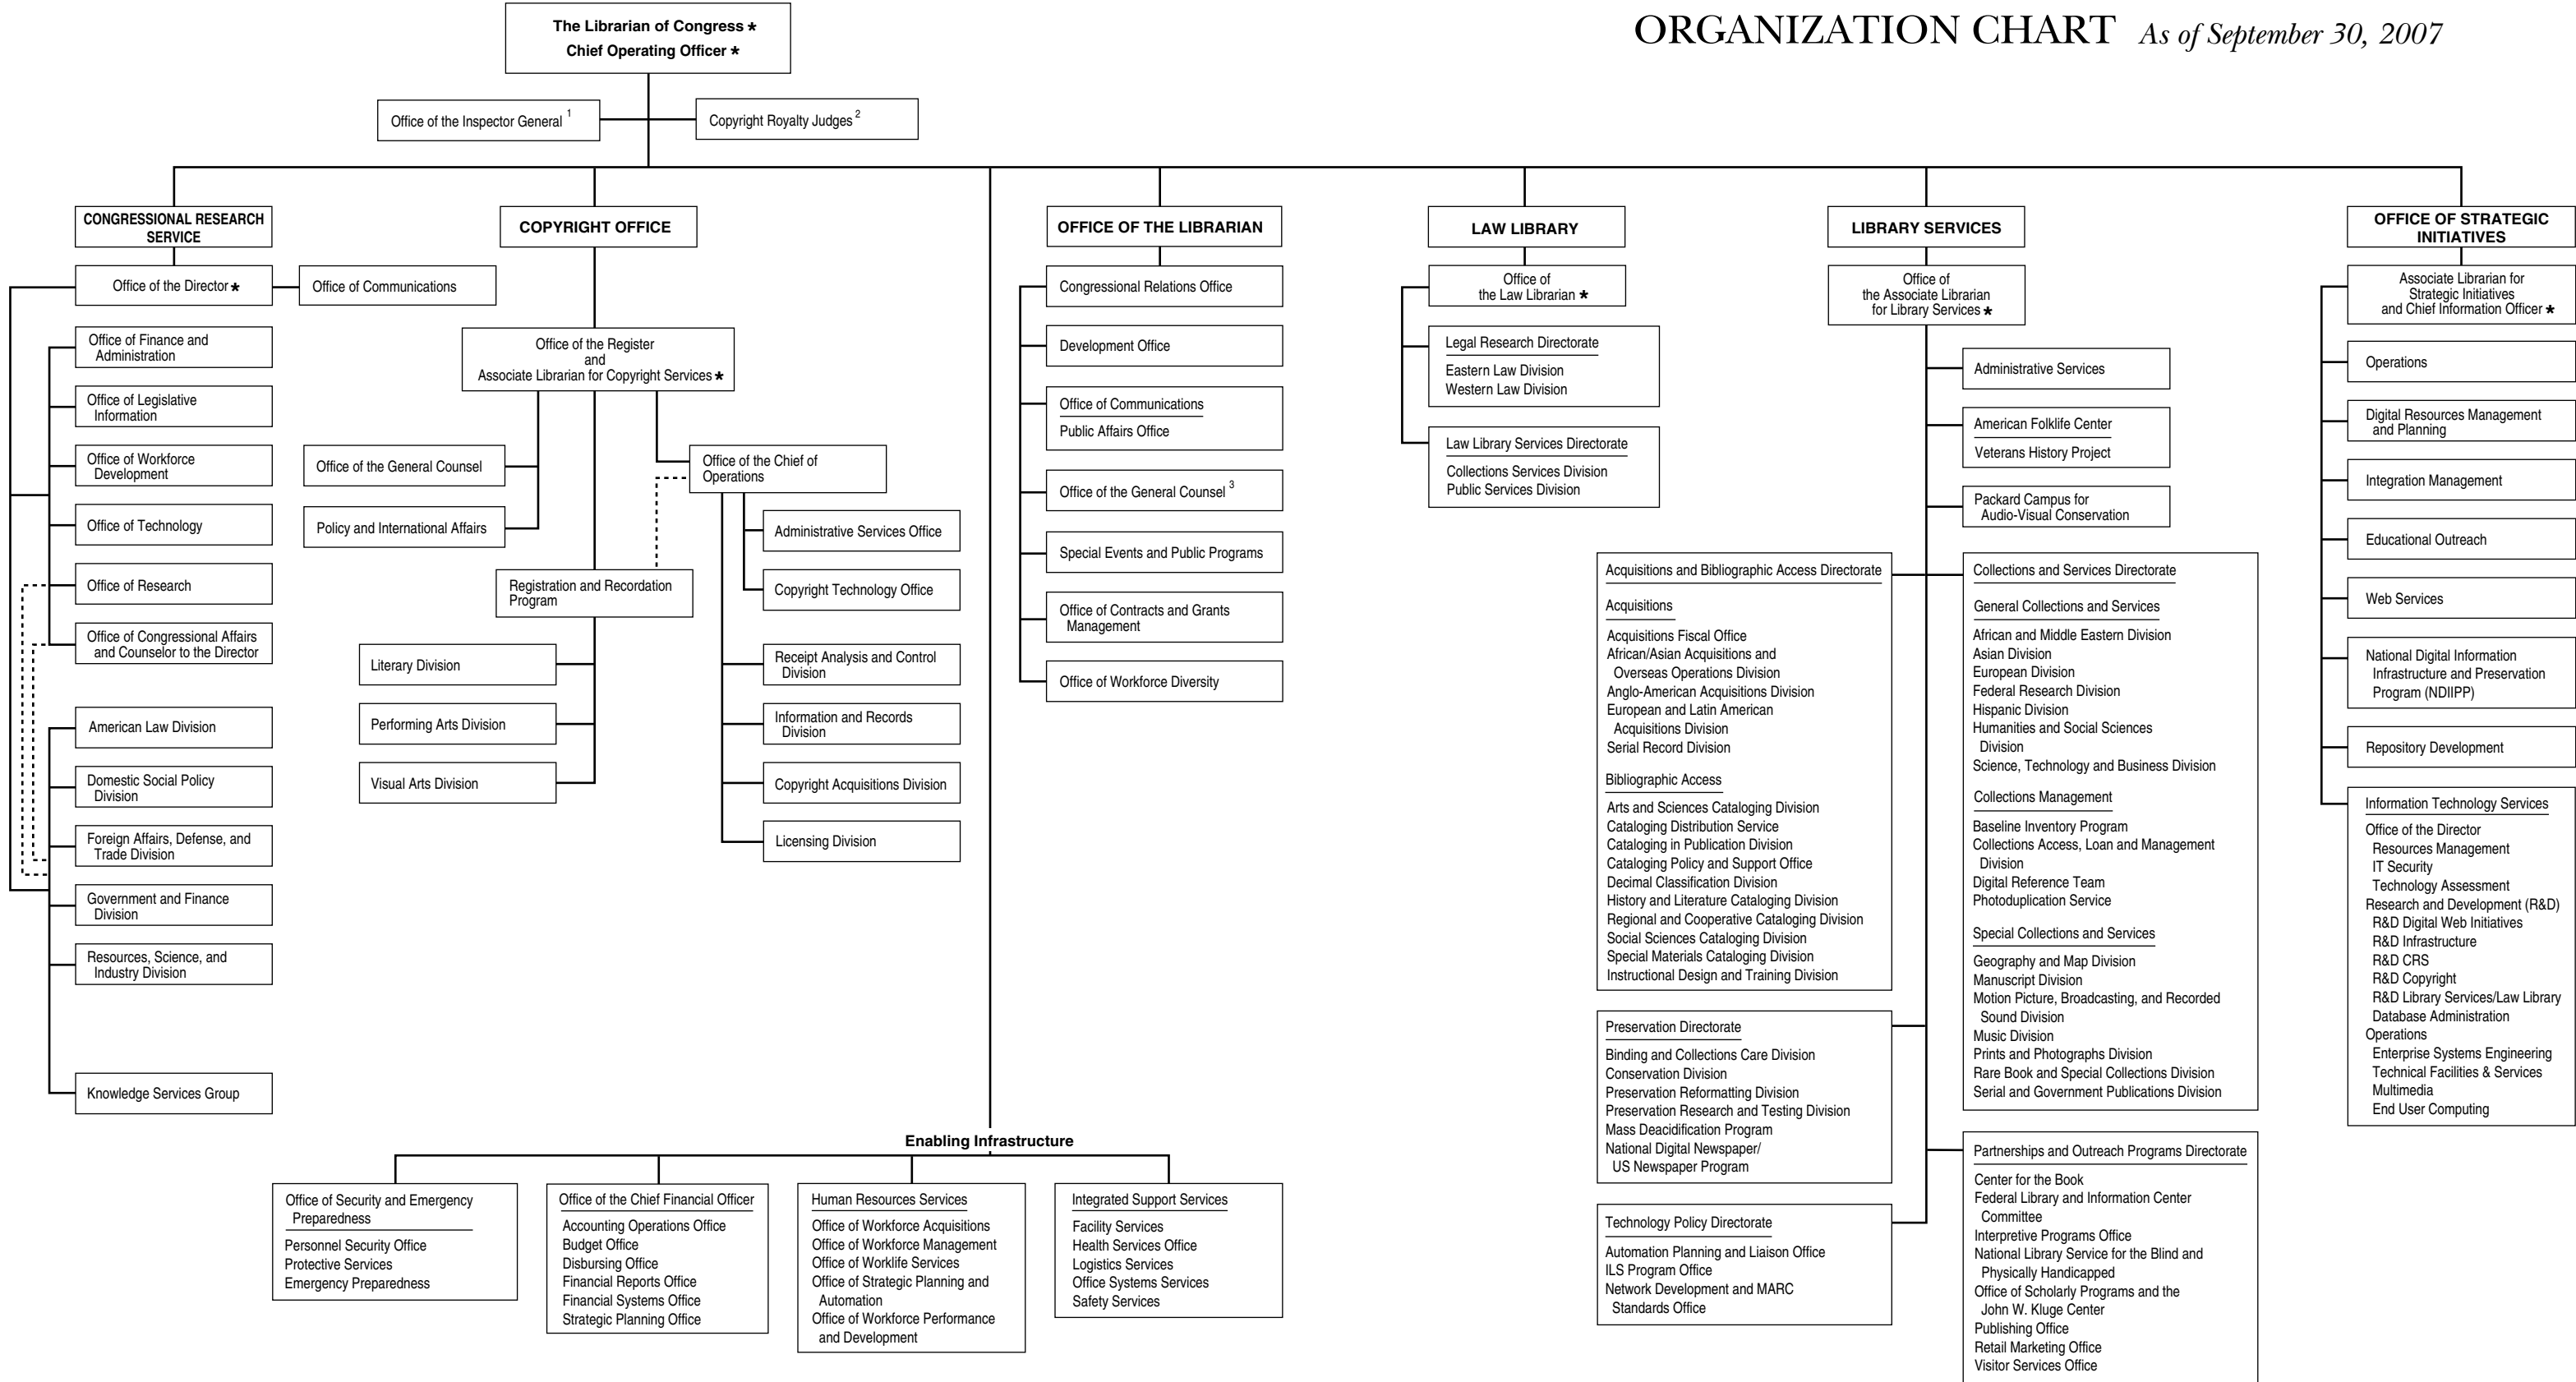 ORGANIZATION CHART As of September 30, 2007
The Librarian of Congress *
Chief Operating Officer *
Office of the Inspector General 1
Copyright Royalty Judges 2
CONGRESSIONAL RESEARCH
SERVICE
Office of the Director *
Office of Communications
Office of Finance and
Administration
Office of Legislative
Information
Office of Workforce
Development
Office of Technology
Office of Research
Office of Congressional Affairs
and Counselor to the Director
American Law Division
Domestic Social Policy
Division
Foreign Affairs, Defense, and
Trade Division
Government and Finance
Division
Resources, Science, and
Industry Division
Knowledge Services Group
COPYRIGHT OFFICE
Office of the Register
and
Associate Librarian for Copyright Services *
Office of the General Counsel
Policy and International Affairs
Office of the Chief of
Operations
Administrative Services Office
Copyright Technology Office
Registration and Recordation
Program
Literary Division
Performing Arts Division
Visual Arts Division
Receipt Analysis and Control
Division
Information and Records
Division
Copyright Acquisitions Division
Licensing Division
OFFICE OF THE LIBRARIAN
Congressional Relations Office
Development Office
Office of Communications
Public Affairs Office
Office of the General Counsel 3
Special Events and Public Programs
Office of Contracts and Grants
Management
Office of Workforce Diversity
LAW LIBRARY
Office of
the Law Librarian *
Legal Research Directorate
Eastern Law Division
Western Law Division
Law Library Services Directorate
Collections Services Division
Public Services Division
LIBRARY SERVICES
Office of
the Associate Librarian
for Library Services *
Administrative Services
American Folklife Center
Veterans History Project
Packard Campus for
Audio-Visual Conservation
Acquisitions and Bibliographic Access Directorate
Acquisitions
Acquisitions Fiscal Office
African/Asian Acquisitions and
Overseas Operations Division
Anglo-American Acquisitions Division
European and Latin American
Acquisitions Division
Serial Record Division
Bibliographic Access
Arts and Sciences Cataloging Division
Cataloging Distribution Service
Cataloging in Publication Division
Cataloging Policy and Support Office
Decimal Classification Division
History and Literature Cataloging Division
Regional and Cooperative Cataloging Division
Social Sciences Cataloging Division
Special Materials Cataloging Division
Instructional Design and Training Division
Preservation Directorate
Binding and Collections Care Division
Conservation Division
Preservation Reformatting Division
Preservation Research and Testing Division
Mass Deacidification Program
National Digital Newspaper/
US Newspaper Program
Technology Policy Directorate
Automation Planning and Liaison Office
ILS Program Office
Network Development and MARC
Standards Office
Collections and Services Directorate
General Collections and Services
African and Middle Eastern Division
Asian Division
European Division
Federal Research Division
Hispanic Division
Humanities and Social Sciences
Division
Science, Technology and Business Division
Collections Management
Baseline Inventory Program
Collections Access, Loan and Management
Division
Digital Reference Team
Photoduplication Service
Special Collections and Services
Geography and Map Division
Manuscript Division
Motion Picture, Broadcasting, and Recorded
Sound Division
Music Division
Prints and Photographs Division
Rare Book and Special Collections Division
Serial and Government Publications Division
Partnerships and Outreach Programs Directorate
Center for the Book
Federal Library and Information Center
Committee
Interpretive Programs Office
National Library Service for the Blind and
Physically Handicapped
Office of Scholarly Programs and the
John W. Kluge Center
Publishing Office
Retail Marketing Office
Visitor Services Office
OFFICE OF STRATEGIC
INITIATIVES
Associate Librarian for
Strategic Initiatives
and Chief Information Officer *
Operations
Digital Resources Management
and Planning
Integration Management
Educational Outreach
Web Services
National Digital Information
Infrastructure and Preservation
Program (NDIIPP)
Repository Development
Information Technology Services
Office of the Director
Resources Management
IT Security
Technology Assessment
Research and Development (R&D)
R&D Digital Web Initiatives
R&D Infrastructure
R&D CRS
R&D Copyright
R&D Library Services/Law Library
Database Administration
Operations
Enterprise Systems Engineering
Technical Facilities & Services
Multimedia
End User Computing
Enabling Infrastructure
Office of Security and Emergency
Preparedness
Personnel Security Office
Protective Services
Emergency Preparedness
Office of the Chief Financial Officer
Accounting Operations Office
Budget Office
Disbursing Office
Financial Reports Office
Financial Systems Office
Strategic Planning Office
Human Resources Services
Office of Workforce Acquisitions
Office of Workforce Management
Office of Worklife Services
Office of Strategic Planning and
Automation
Office of Workforce Performance
and Development
Integrated Support Services
Facility Services
Health Services Office
Logistics Services
Office Systems Services
Safety Services